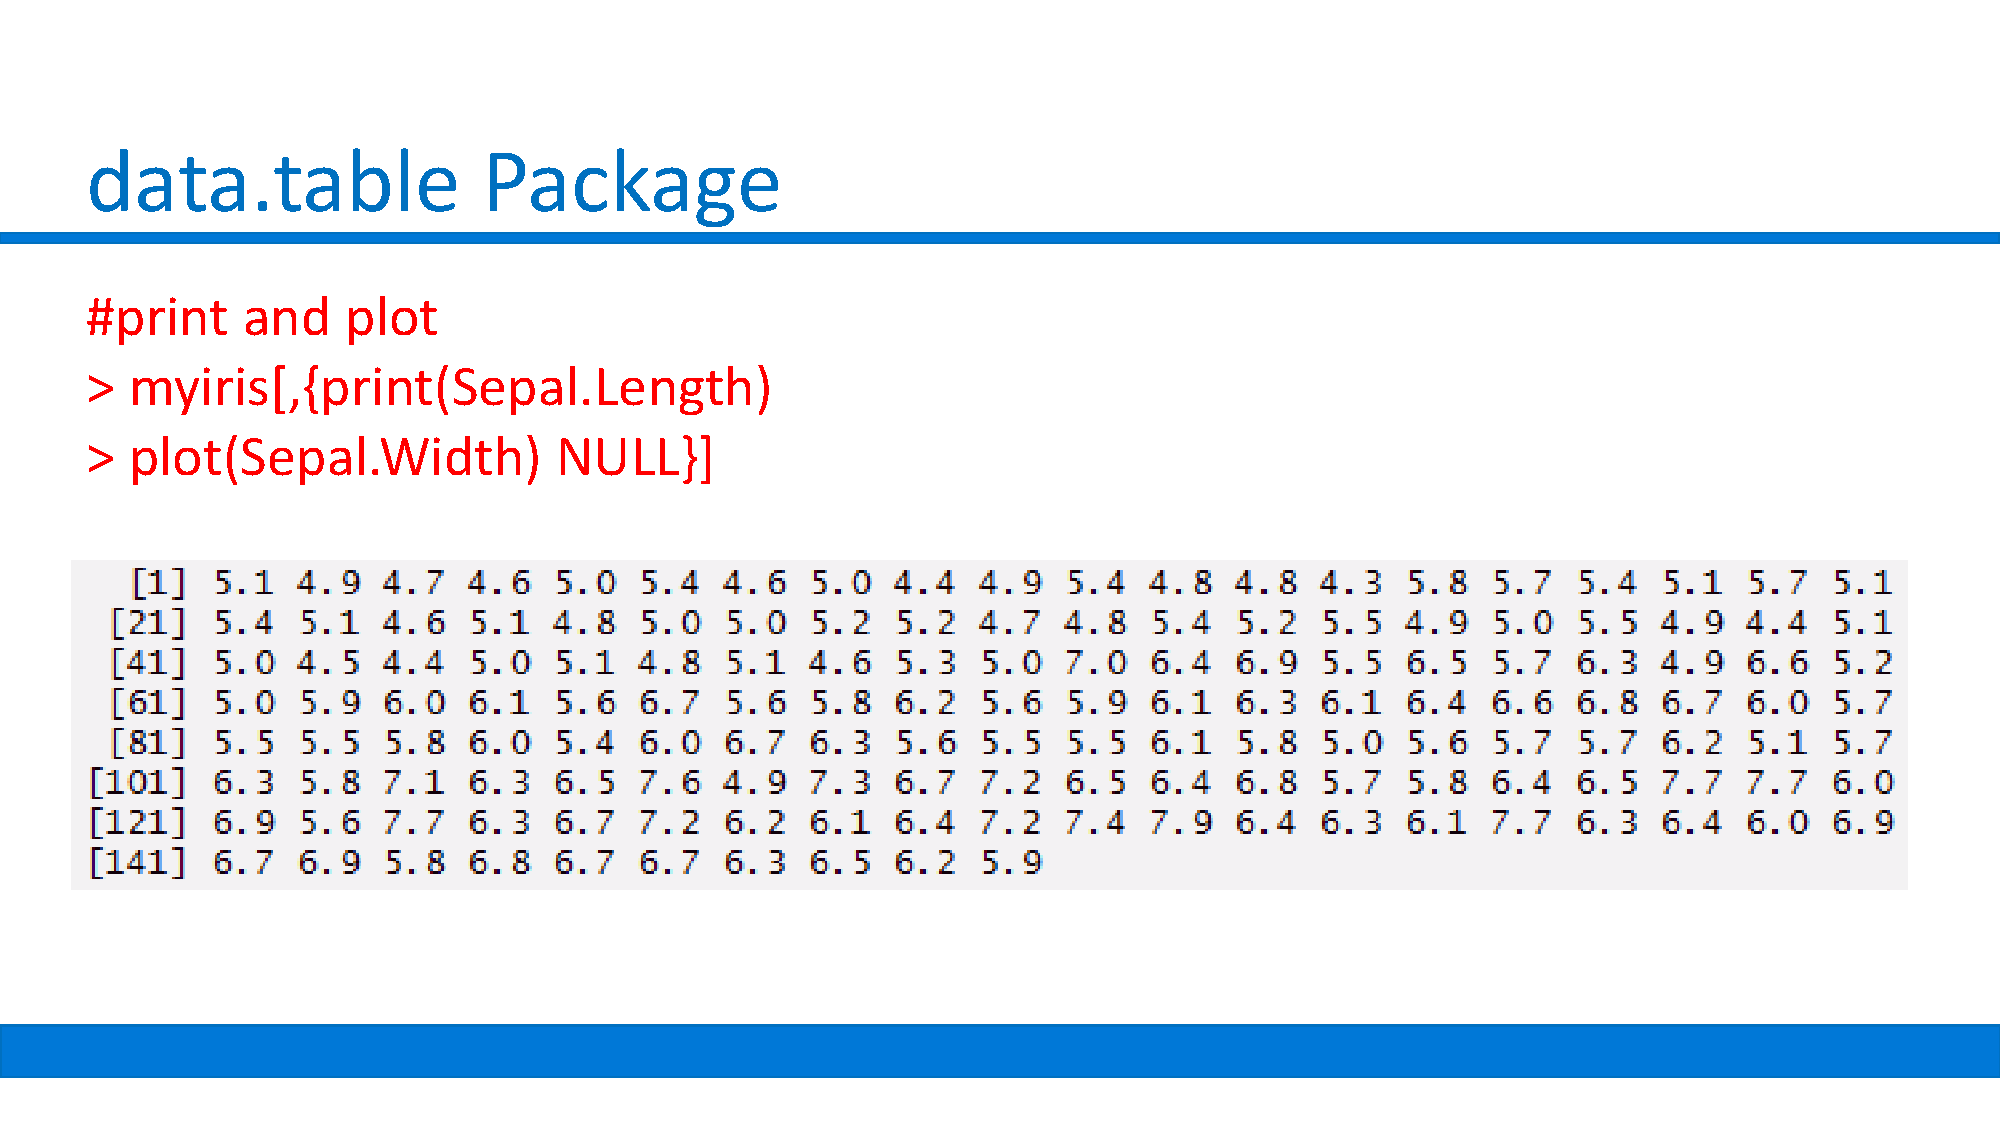 data.table Package
#print and plot
> myiris[,{print(Sepal.Length)
> plot(Sepal.Width) NULL}]
[1] 5.1 4.9 4.7 4.6 5.0 5.4 4.6 5.0 4.4 4.9 5.4 4.8 4.8 4.3 5.8 5.7 5.4 5.1 5.7 5.1
[21] 5.4 5.1 4.6 5.1 4.8 5.0 5.0 5.2 5.2 4.7 4.8 5.4 5.2 5.5 4.9 5.0 5.5 4.9 4.4 5.1
[41] 5.0 4.5 4.4 5.0 5.1 4.8 5.1 4.6 5.3 5.0 7.0 6.4 6.9 5.5 6.5 5.7 6.3 4.9 6.6 5.2
[61] 5.0 5.9 6.0 6.1 5.6 6.7 5.6 5.8 6.2 5.6 5.9 6.1 6.3 6.1 6.4 6.6 6.8 6.7 6.0 5.7
[81] 5.5 5.5 5.8 6.0 5.4 6.0 6.7 6.3 5.6 5.5 5.5 6.1 5.8 5.0 5.6 5.7 5.7 6.2 5.1 5.7
[101] 6.3 5.8 7.1 6.3 6.5 7.6 4.9 7.3 6.7 7.2 6.5 6.4 6.8 5.7 5.8 6.4 6.5 7.7 7.7 6.0
[121] 6.9 5.6 7.7 6.3 6.7 7.2 6.2 6.1 6.4 7.2 7.4 7.9 6.4 6.3 6.1 7.7 6.3 6.4 6.0 6.9
[141] 6.7 6.9 5.8 6.8 6.7 6.7 6.3 6.5 6.2 5.9